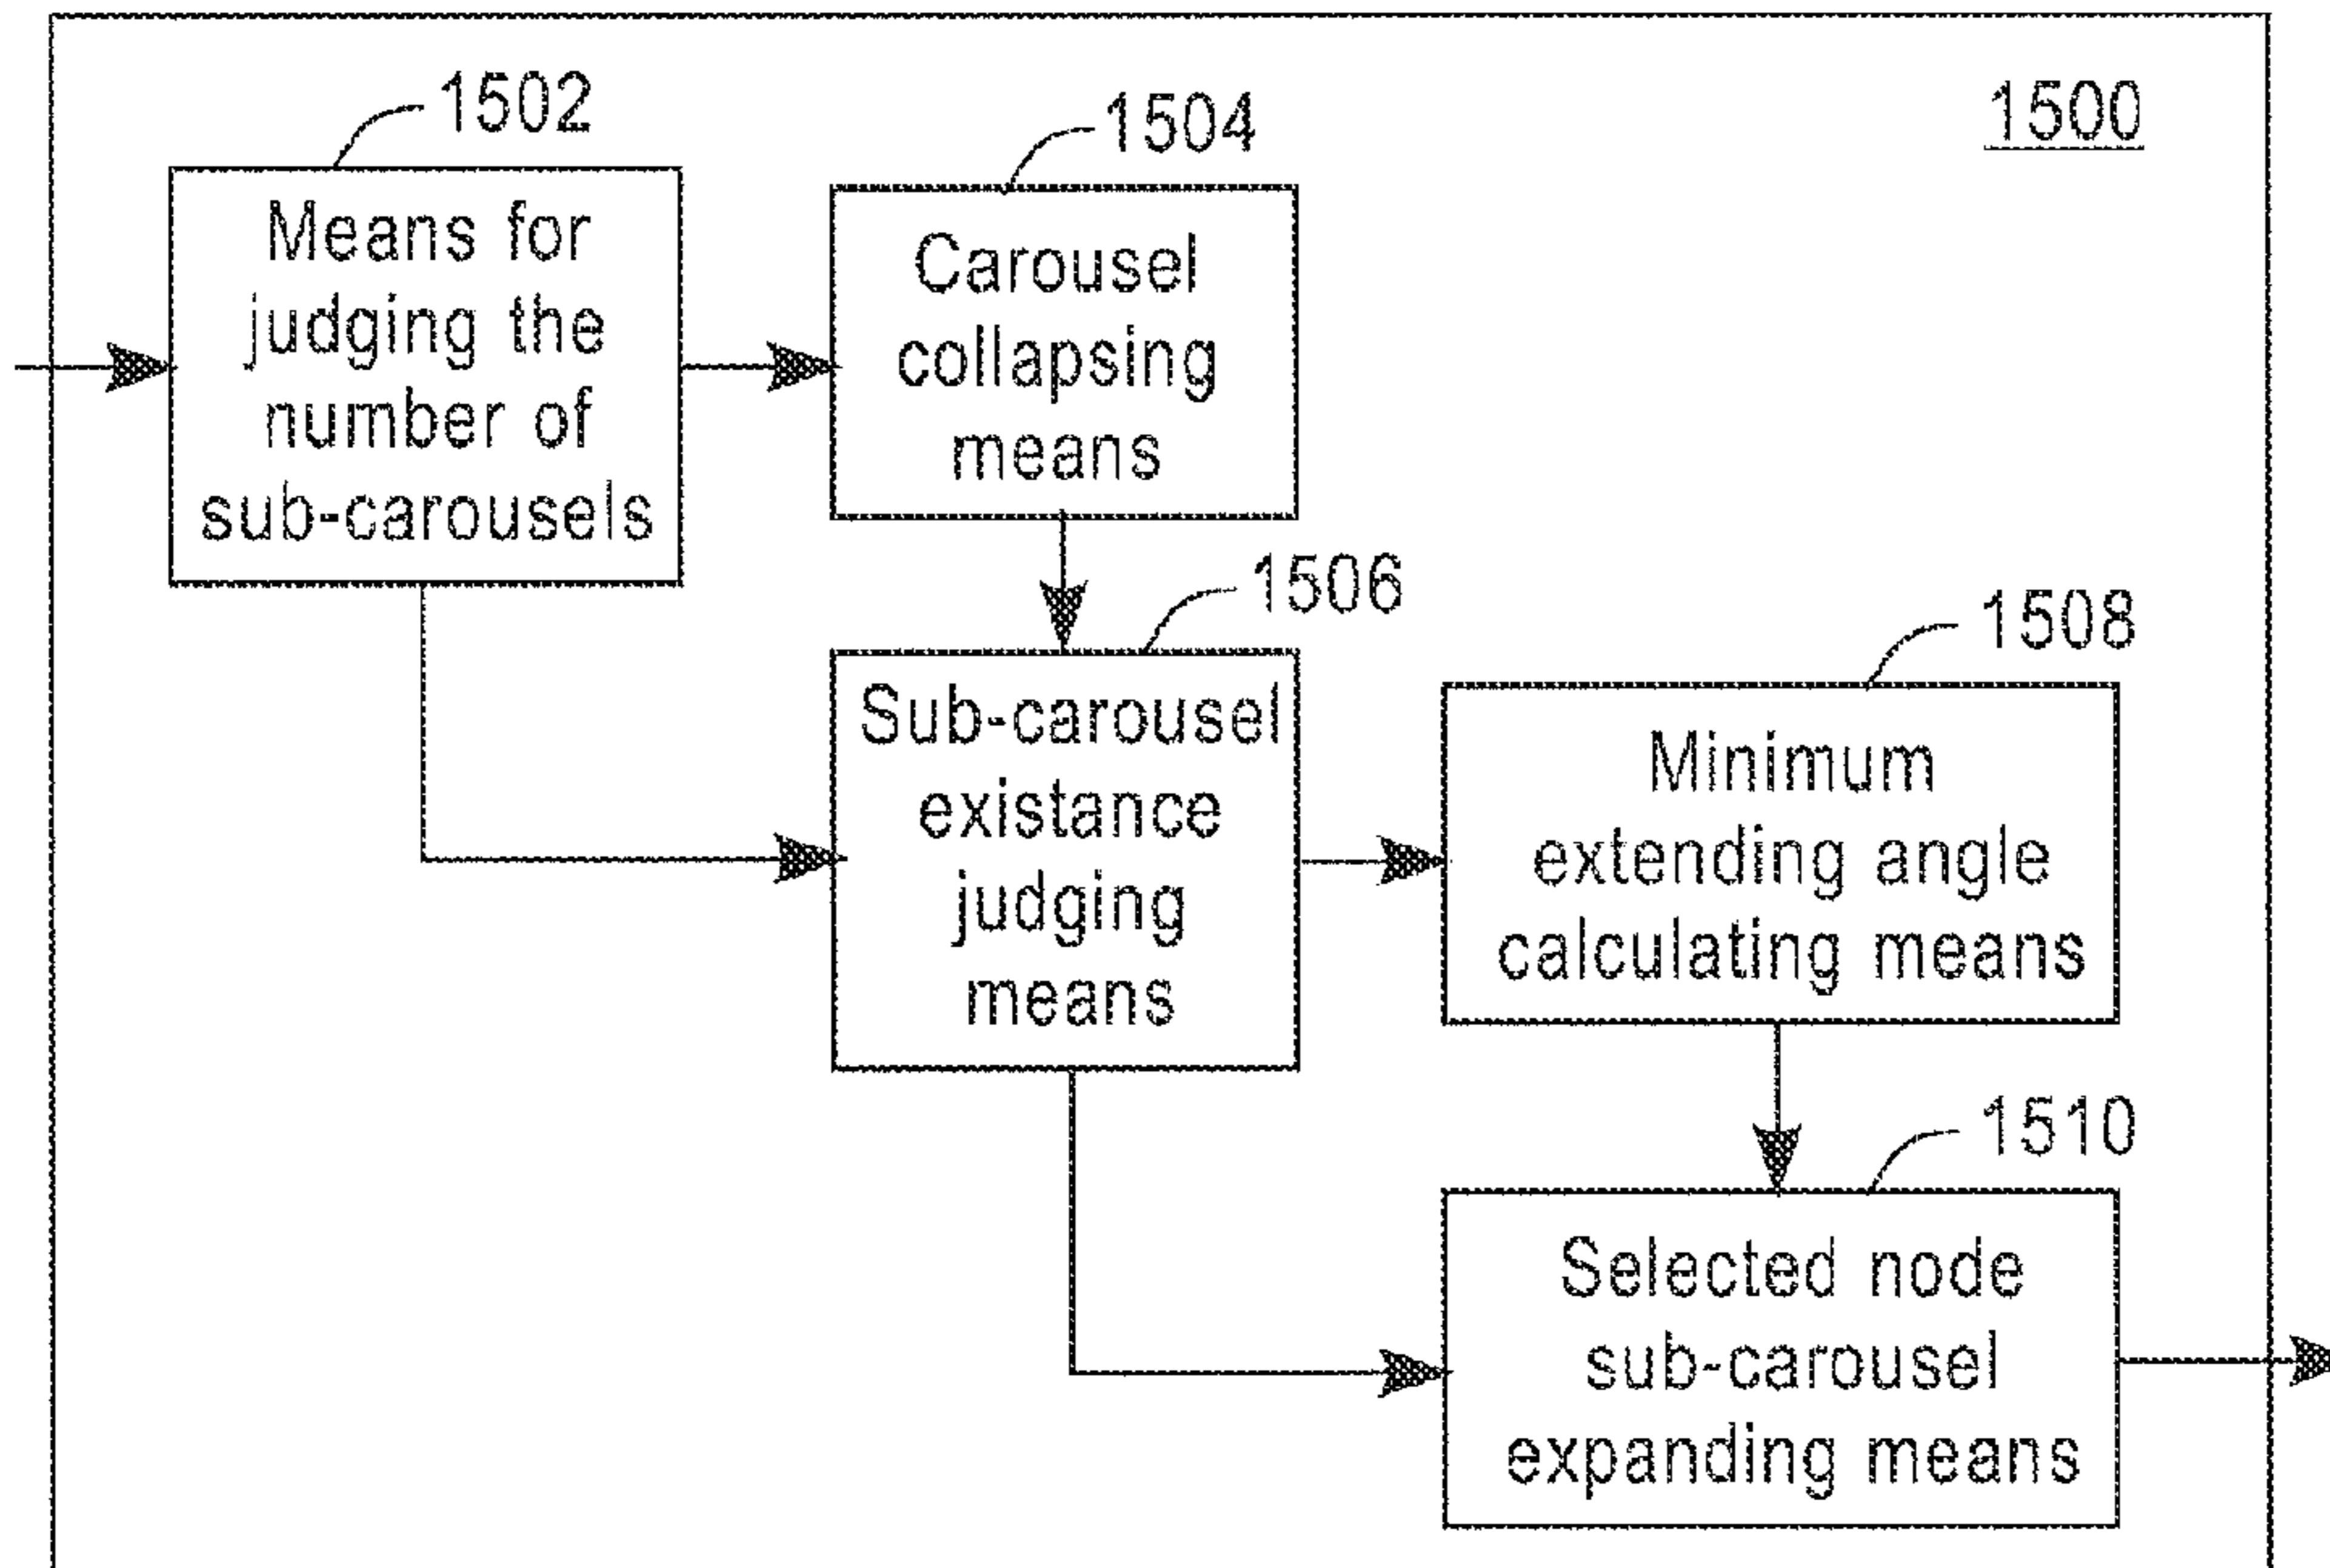 1500
1502
Means for
judging the
number of
sub-carousels
1504
Carousel
collapsing
means
1506
Sub-carousel
existance
judging
means
1508
Minimum
extending angle
calculating means
1510
Selected node
sub-carousel
expanding means